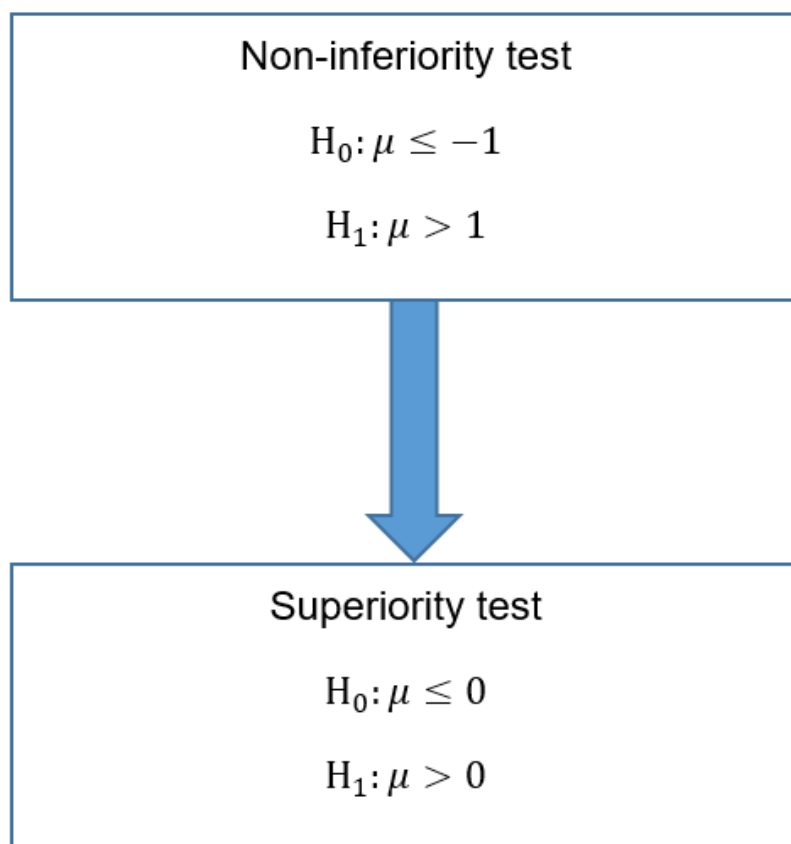 Non-inferiority test
H₀: μ ≤ −1
H₁: μ > 1
Superiority test
H₀: μ ≤ 0
H₁: μ > 0